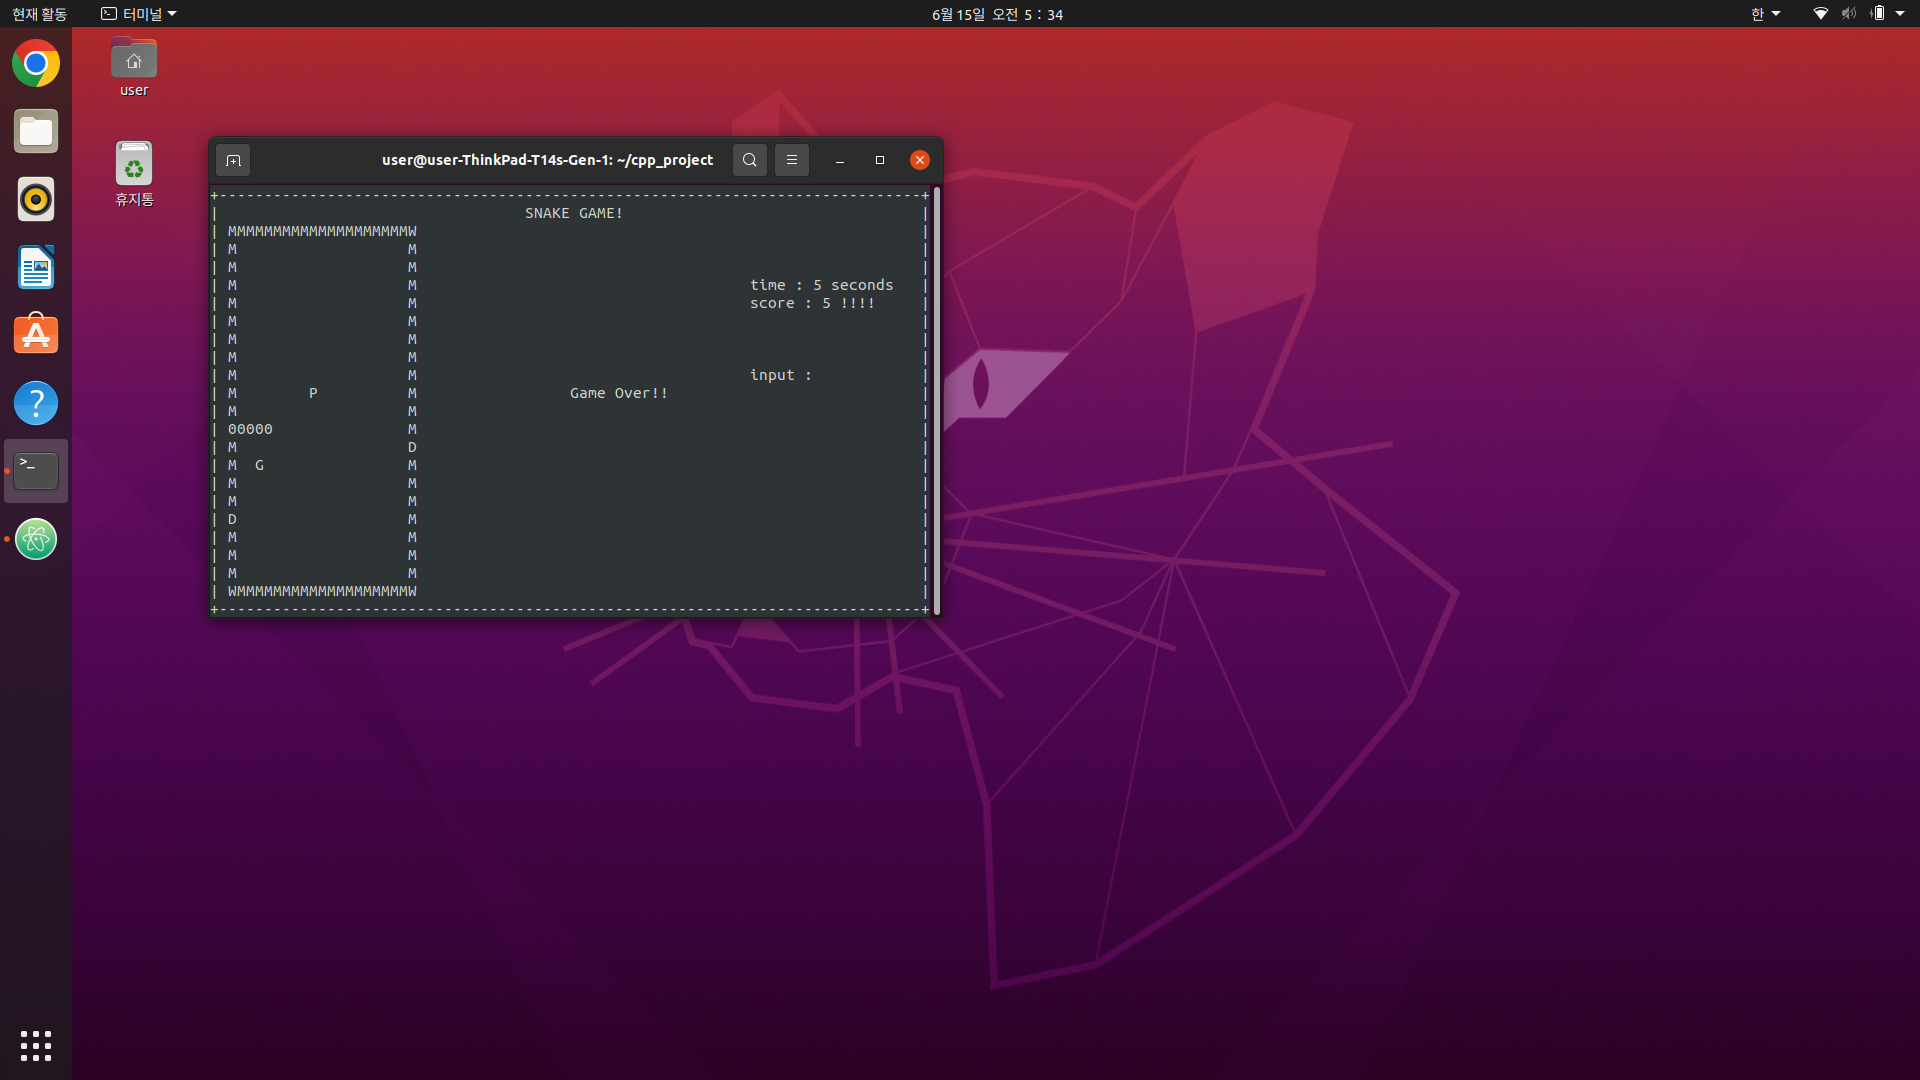 현재 활동 터미널 6월 15일 오전 5 : 34 한
user
휴지통
user@user-ThinkPad-T14s-Gen-1: ~/cpp_project
+------------------------------------------------------------------------------+
| SNAKE GAME! |
| MMMMMMMMMMMMMMMMMMMMW |
| M M |
| M M |
| M M time : 5 seconds |
| M M score : 5 !!!! |
| M M |
| M M |
| M M |
| M M input : |
| M P M Game Over!! |
| M M |
| 00000 M |
| M D |
| M G M |
| M M |
| M M |
| D M |
| M M |
| M M |
| M M |
| WMMMMMMMMMMMMMMMMMMMW |
+------------------------------------------------------------------------------+